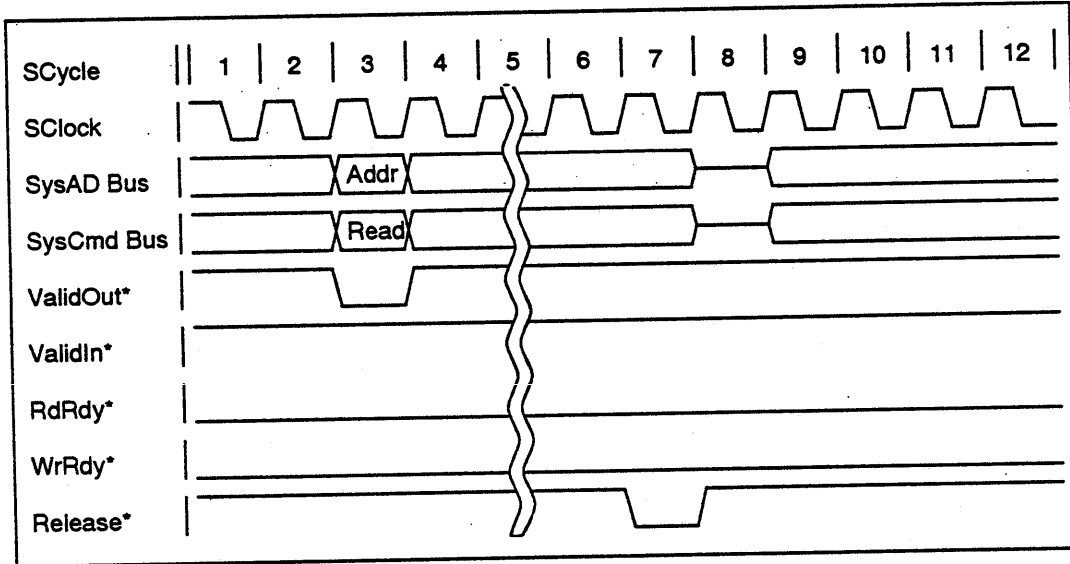 SCycle 1 2 3 4 5 6 7 8 9 10 11 12
SClock
SysAD Bus Addr
SysCmd Bus Read
ValidOut*
ValidIn*
RdRdy*
WrRdy*
Release*